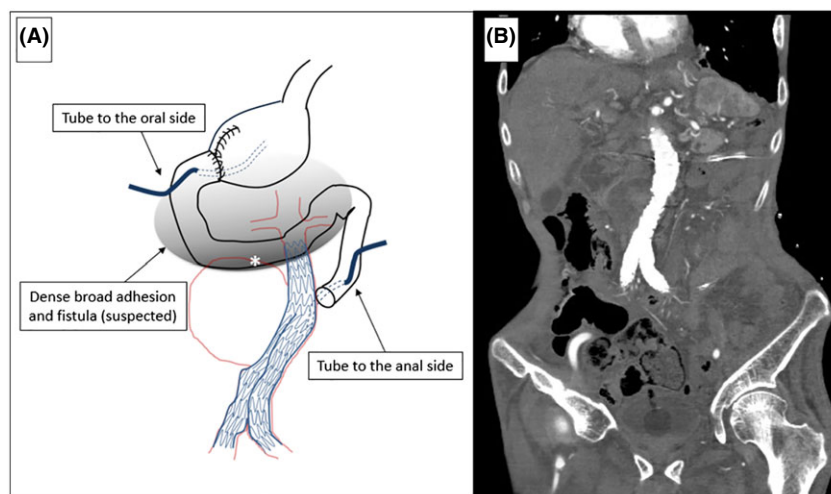 (A)
Tube to the oral side
*
Dense broad adhesion
and fistula (suspected)
Tube to the anal side
(B)